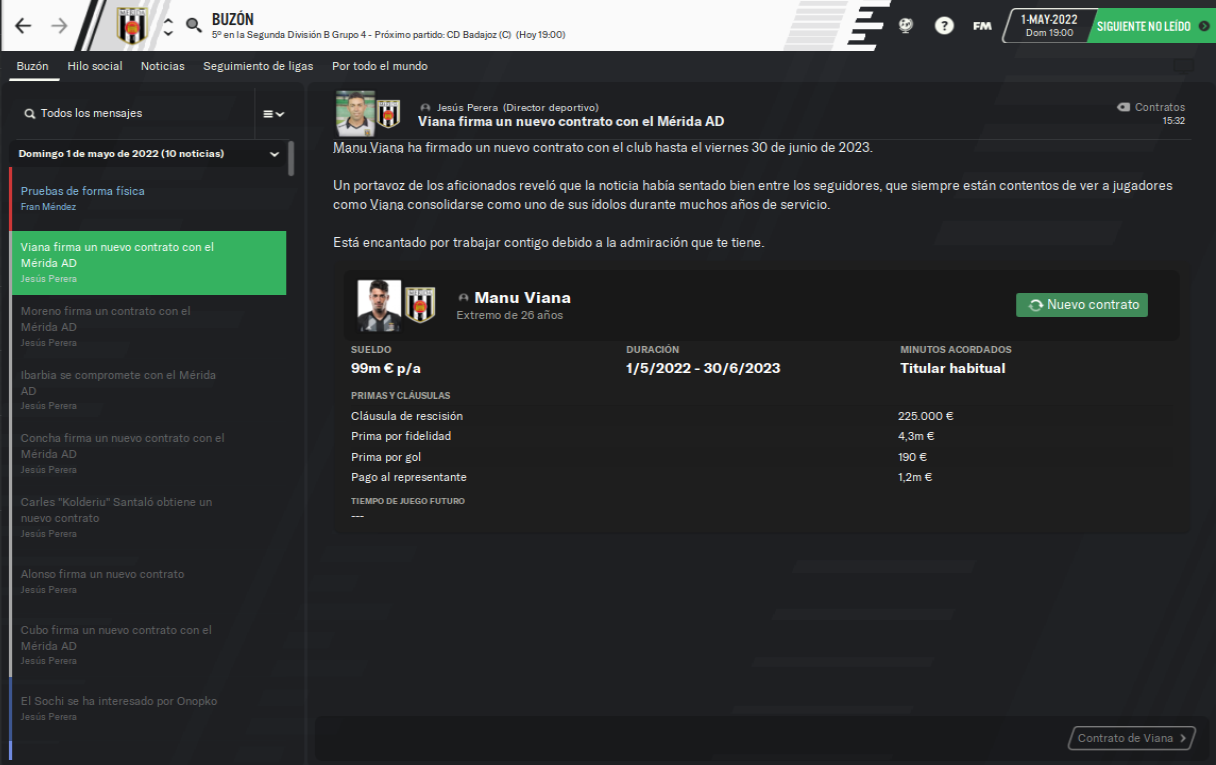 BUZÓN
5º en la Segunda División B Grupo 4 - Próximo partido: CD Badajoz (C) (Hoy 19:00)
?
FM
1-MAY-2022
Dom 19:00
SIGUIENTE NO LEÍDO
Buzón Hilo social Noticias Seguimiento de ligas Por todo el mundo
Todos los mensajes
Domingo 1 de mayo de 2022 (10 noticias)
Pruebas de forma física
Fran Méndez
Viana firma un nuevo contrato con el
Mérida AD
Jesús Perera
Moreno firma un contrato con el
Mérida AD
Jesús Perera
Ibarbia se compromete con el Mérida
AD
Jesús Perera
Concha firma un nuevo contrato con el
Mérida AD
Jesús Perera
Carles "Kolderiu" Santaló obtiene un
nuevo contrato
Jesús Perera
Alonso firma un nuevo contrato
Jesús Perera
Cubo firma un nuevo contrato con el
Mérida AD
Jesús Perera
El Sochi se ha interesado por Onopko
Jesús Perera
Jesús Perera (Director deportivo)
Viana firma un nuevo contrato con el Mérida AD
Contratos
15:32
Manu Viana ha firmado un nuevo contrato con el club hasta el viernes 30 de junio de 2023.
Un portavoz de los aficionados reveló que la noticia había sentado bien entre los seguidores, que siempre están contentos de ver a jugadores
como Viana consolidarse como uno de sus ídolos durante muchos años de servicio.
Está encantado por trabajar contigo debido a la admiración que te tiene.
Manu Viana
Extremo de 26 años
Nuevo contrato
SUELDO DURACIÓN MINUTOS ACORDADOS
99m € p/a 1/5/2022 - 30/6/2023 Titular habitual
PRIMAS Y CLÁUSULAS
Cláusula de rescisión 225.000 €
Prima por fidelidad 4,3m €
Prima por gol 190 €
Pago al representante 1,2m €
TIEMPO DE JUEGO FUTURO
---
Contrato de Viana